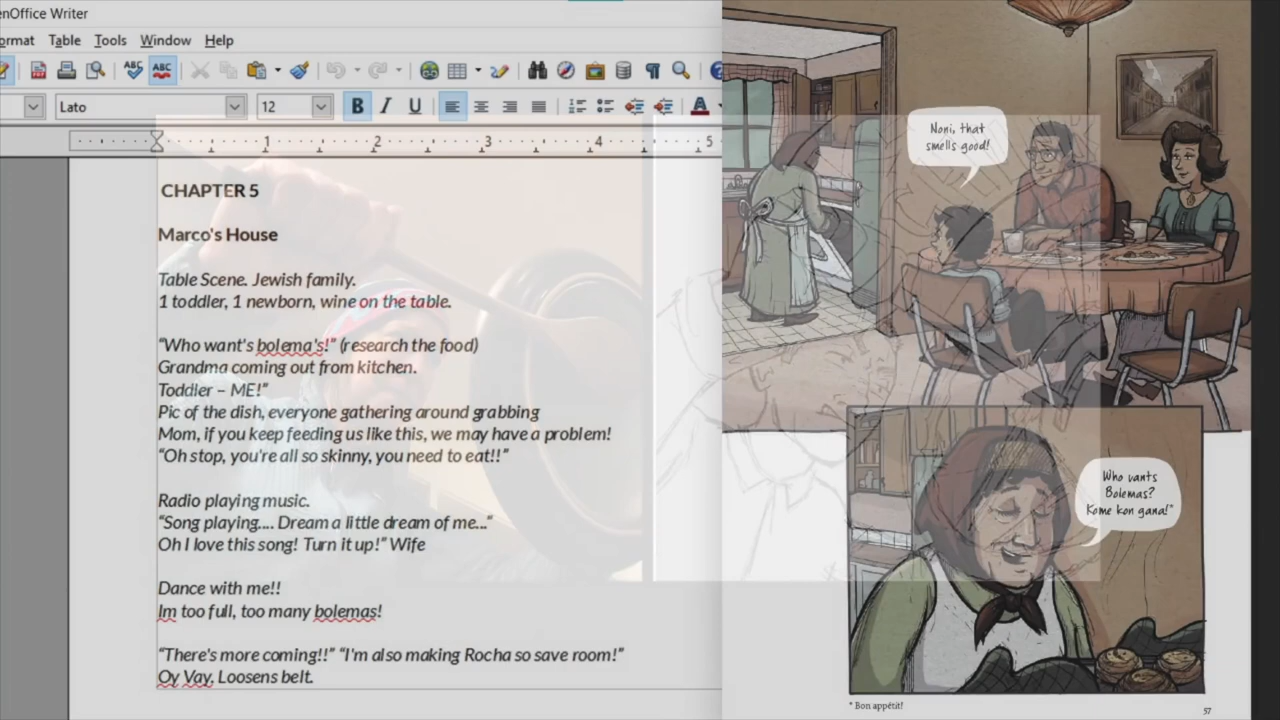 enOffice Writer
ormat Table Tools Window Help
Lato 12 B I U A
1 2 3 4 5
CHAPTER 5
Marco's House
Table Scene. Jewish family.
1 toddler, 1 newborn, wine on the table.
“Who want's bolema's!” (research the food)
Grandma coming out from kitchen.
Toddler – ME!”
Pic of the dish, everyone gathering around grabbing
Mom, if you keep feeding us like this, we may have a problem!
“Oh stop, you're all so skinny, you need to eat!!”
Radio playing music.
“Song playing.... Dream a little dream of me...“
Oh I love this song! Turn it up!” Wife
Dance with me!!
Im too full, too many bolemas!
“There's more coming!!” “I'm also making Rocha so save room!”
Oy Vay. Loosens belt.
Noni, that
smells good!
Who vants
Bolemas?
Kome kon gana!*
* Bon appétit!
57